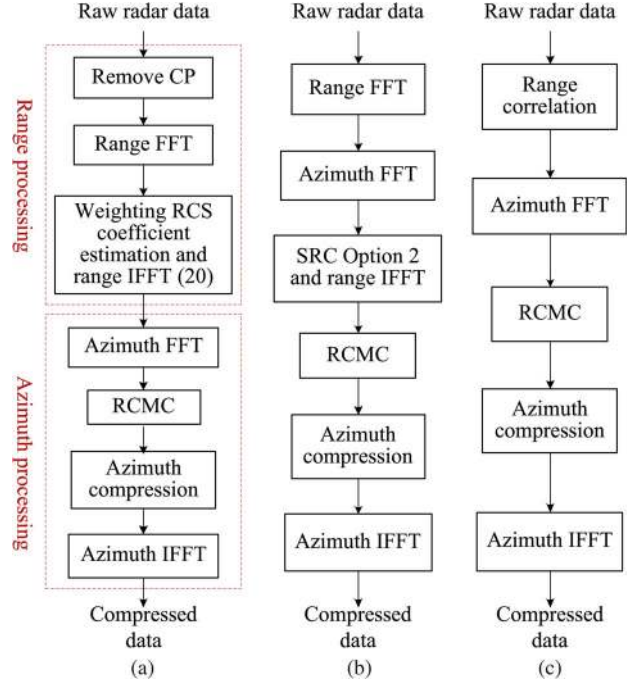 Raw radar data
Remove CP
Range FFT
Weighting RCS
coefficient
estimation and
range IFFT (20)
Range processing
Azimuth FFT
RCMC
Azimuth
compression
Azimuth IFFT
Azimuth processing
Compressed
data
(a)
Raw radar data
Range FFT
Azimuth FFT
SRC Option 2
and range IFFT
RCMC
Azimuth
compression
Azimuth IFFT
Compressed
data
(b)
Raw radar data
Range
correlation
Azimuth FFT
RCMC
Azimuth
compression
Azimuth IFFT
Compressed
data
(c)